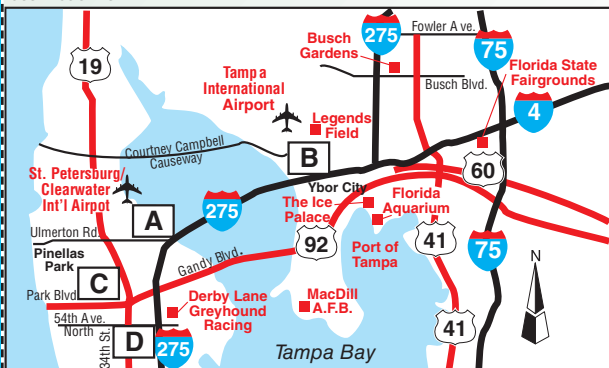 Fowler Ave.
275
75
19
Busch
Gardens
Florida State
Fairgrounds
Busch Blvd.
Tampa
International
Airport
4
Legends
Field
Courtney Campbell
Causeway
B
60
St. Petersburg/
Clearwater
Int'l Airpot
Ybor City
The Ice
Palace
Florida
Aquarium
A
275
Ulmerton Rd.
92
41
75
Port of
Tampa
N
Pinellas
Park
Gandy Blvd.
C
Park Blvd
Derby Lane
Greyhound
Racing
MacDill
A.F.B.
54th Ave.
North
41
D
275
34th St.
Tampa Bay